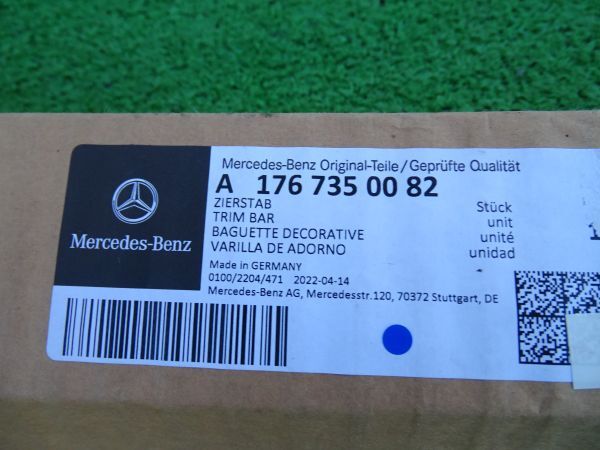 Mercedes-Benz Original-Teile/Geprüfte Qualität
A 176 735 00 82
ZIERSTAB Stück
TRIM BAR unit
BAGUETTE DECORATIVE unité
VARILLA DE ADORNO unidad
1
Made in GERMANY
0100/2204/471 2022-04-14
Mercedes-Benz AG, Mercedesstr.120, 70372 Stuttgart, DE
Mercedes-Benz